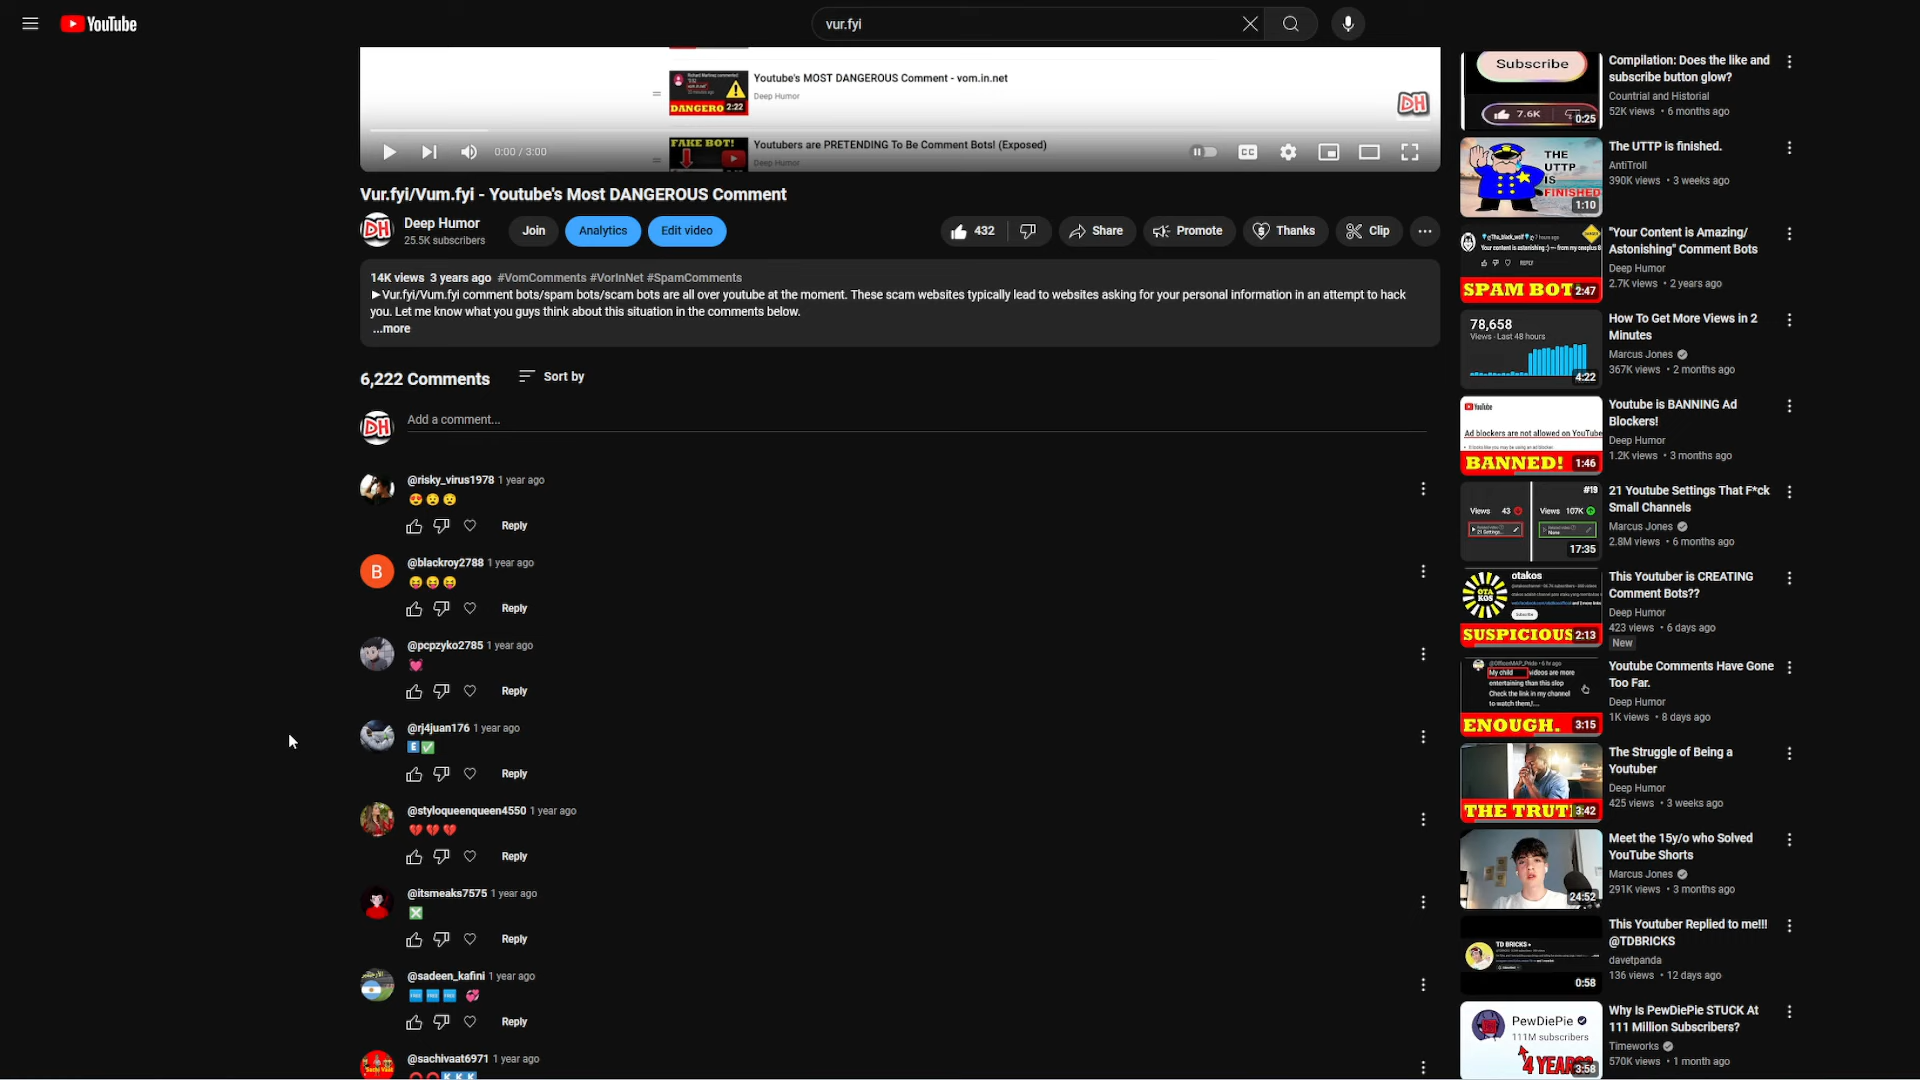 YouTube
vur.fyi
Youtube's MOST DANGEROUS Comment - vom.in.net
Deep Humor
DANGERO 2:22
DH
FAKE BOT!
Youtubers are PRETENDING To Be Comment Bots! (Exposed)
Deep Humor
0:00 / 3:00
CC
Vur.fyi/Vum.fyi - Youtube's Most DANGEROUS Comment
DH
Deep Humor
25.5K subscribers
Join
Analytics
Edit video
432
Share
Promote
Thanks
Clip
14K views 3 years ago #VomComments #VorInNet #SpamComments
►Vur.fyi/Vum.fyi comment bots/spam bots/scam bots are all over youtube at the moment. These scam websites typically lead to websites asking for your personal information in an attempt to hack
you. Let me know what you guys think about this situation in the comments below.
...more
6,222 Comments
Sort by
DH
Add a comment...
@risky_virus1978 1 year ago
😍😧😧
Reply
B
@blackroy2788 1 year ago
😝😝😝
Reply
@pcpzyko2785 1 year ago
💓
Reply
@rj4juan176 1 year ago
Reply
@styloqueenqueen4550 1 year ago
💔💔💔
Reply
@itsmeaks7575 1 year ago
❎
Reply
@sadeen_kafini 1 year ago
🆓🆓🆓 💞
Reply
@sachivaat6971 1 year ago
Subscribe
7.6K
0:25
Compilation: Does the like and
subscribe button glow?
Countrial and Historial
52K views • 6 months ago
THE
UTTP
IS
FINISHED
1:10
The UTTP is finished.
AntiTroll
390K views • 3 weeks ago
SPAM BOT 2:47
"Your Content is Amazing/
Astonishing" Comment Bots
Deep Humor
2.7K views • 2 years ago
78,658
Views - Last 48 hours
4:22
How To Get More Views in 2
Minutes
Marcus Jones
367K views • 2 months ago
YouTube
Ad blockers are not allowed on YouTube
BANNED! 1:46
Youtube is BANNING Ad
Blockers!
Deep Humor
1.2K views • 3 months ago
#19
Views 43
Views 107K
17:35
21 Youtube Settings That F*ck
Small Channels
Marcus Jones
2.8M views • 6 months ago
otakos
OTA
KOS
SUSPICIOUS 2:13
This Youtuber is CREATING
Comment Bots??
Deep Humor
423 views • 6 days ago
New
@OfficerMAP_Pride • 6 hr ago
My child videos are more
entertaining than this slop
Check the link in my channel
to watch them,!...
ENOUGH. 3:15
Youtube Comments Have Gone
Too Far.
Deep Humor
1K views • 8 days ago
THE TRUT 3:42
The Struggle of Being a
Youtuber
Deep Humor
425 views • 3 weeks ago
24:52
Meet the 15y/o who Solved
YouTube Shorts
Marcus Jones
291K views • 3 months ago
TD BRICKS
0:58
This Youtuber Replied to me!!!
@TDBRICKS
davetpanda
136 views • 12 days ago
PewDiePie
111M subscribers
4 YEARS?
3:58
Why Is PewDiePie STUCK At
111 Million Subscribers?
Timeworks
570K views • 1 month ago